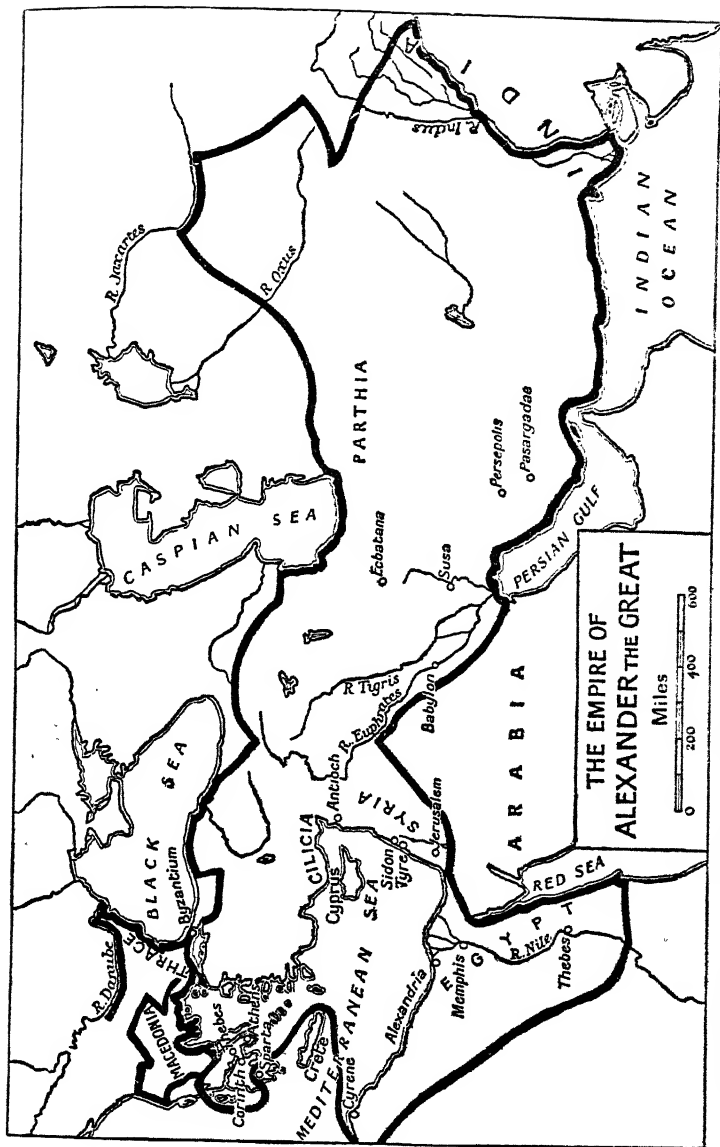 THE EMPIRE OF
ALEXANDER THE GREAT
Miles
0 200 400 600
R. Danube
THRACE
MACEDONIA
BLACK SEA
Byzantium
CASPIAN SEA
R. Jaxartes
R. Oxus
PARTHIA
R. Indus
INDIA
Thebes
Athens
Corinth
Sparta
Crete
MEDITERRANEAN SEA
Cyrene
CILICIA
Cyprus
Antioch
SYRIA
Sidon
Tyre
Jerusalem
Alexandria
Memphis
EGYPT
R. Nile
Thebes
RED SEA
ARABIA
R. Tigris
R. Euphrates
Babylon
Ecbatana
Susa
Persepolis
Pasargadae
PERSIAN GULF
INDIAN
OCEAN